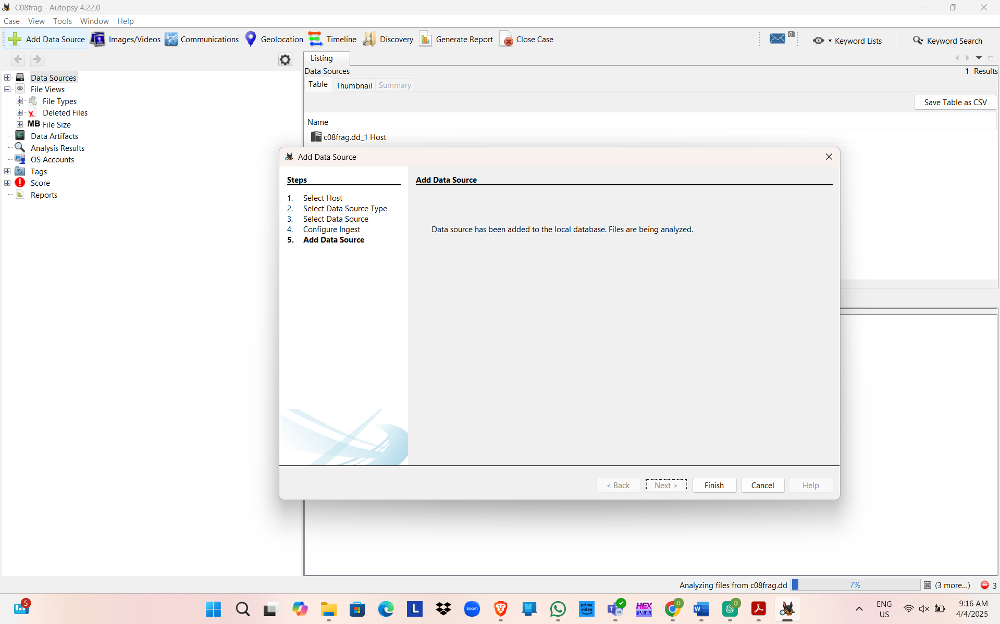 C08frag - Autopsy 4.22.0
Case View Tools Window Help
Add Data Source Images/Videos Communications Geolocation Timeline Discovery Generate Report Close Case 8 Keyword Lists Keyword Search
Listing
Data Sources 1 Results
Table Thumbnail Summary
Save Table as CSV
Name
c08frag.dd_1 Host
Data Sources
File Views
File Types
Deleted Files
MB File Size
Data Artifacts
Analysis Results
OS Accounts
Tags
Score
Reports
Add Data Source
Steps
1. Select Host
2. Select Data Source Type
3. Select Data Source
4. Configure Ingest
5. Add Data Source
Add Data Source
Data source has been added to the local database. Files are being analyzed.
< Back Next > Finish Cancel Help
Analyzing files from c08frag.dd 7% (3 more...) 3
5
L
zoom
prime video
HEX
0
W
0
ENG
US
9:16 AM
4/4/2025